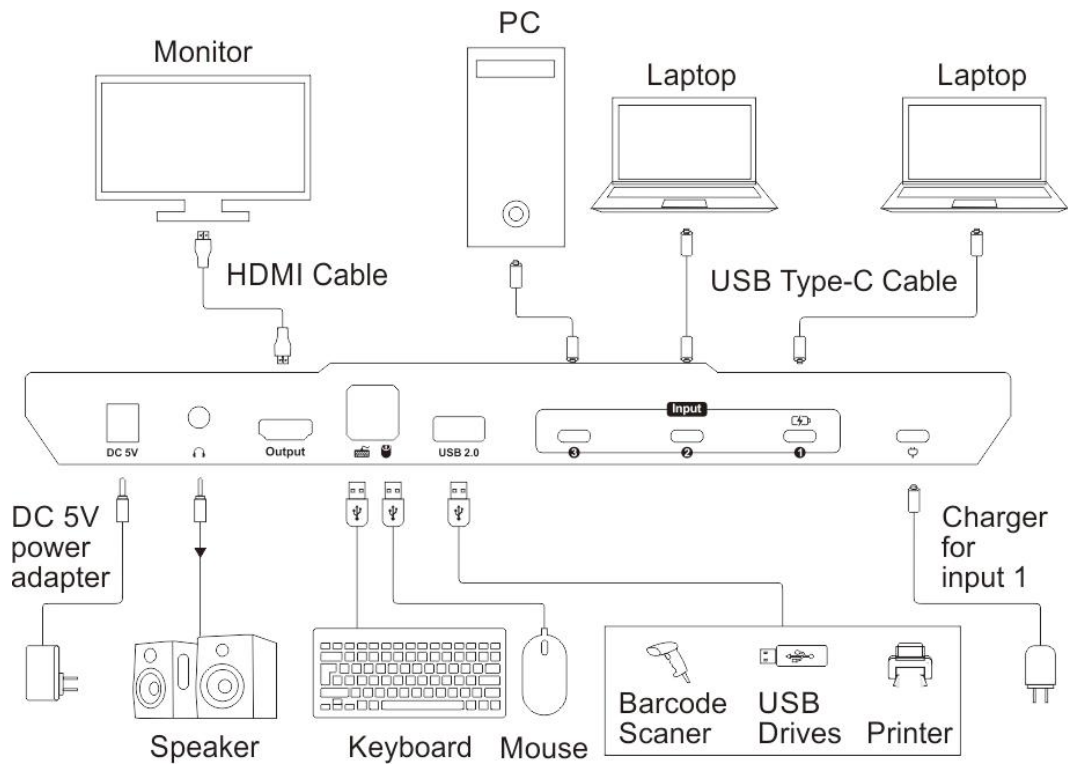 PC
Monitor
Laptop
Laptop
HDMI Cable
USB Type-C Cable
Input
DC 5V
Output
USB 2.0
3
2
1
DC 5V
power
adapter
Charger
for
input 1
Barcode
Scaner
USB
Drives
Printer
Speaker
Keyboard
Mouse